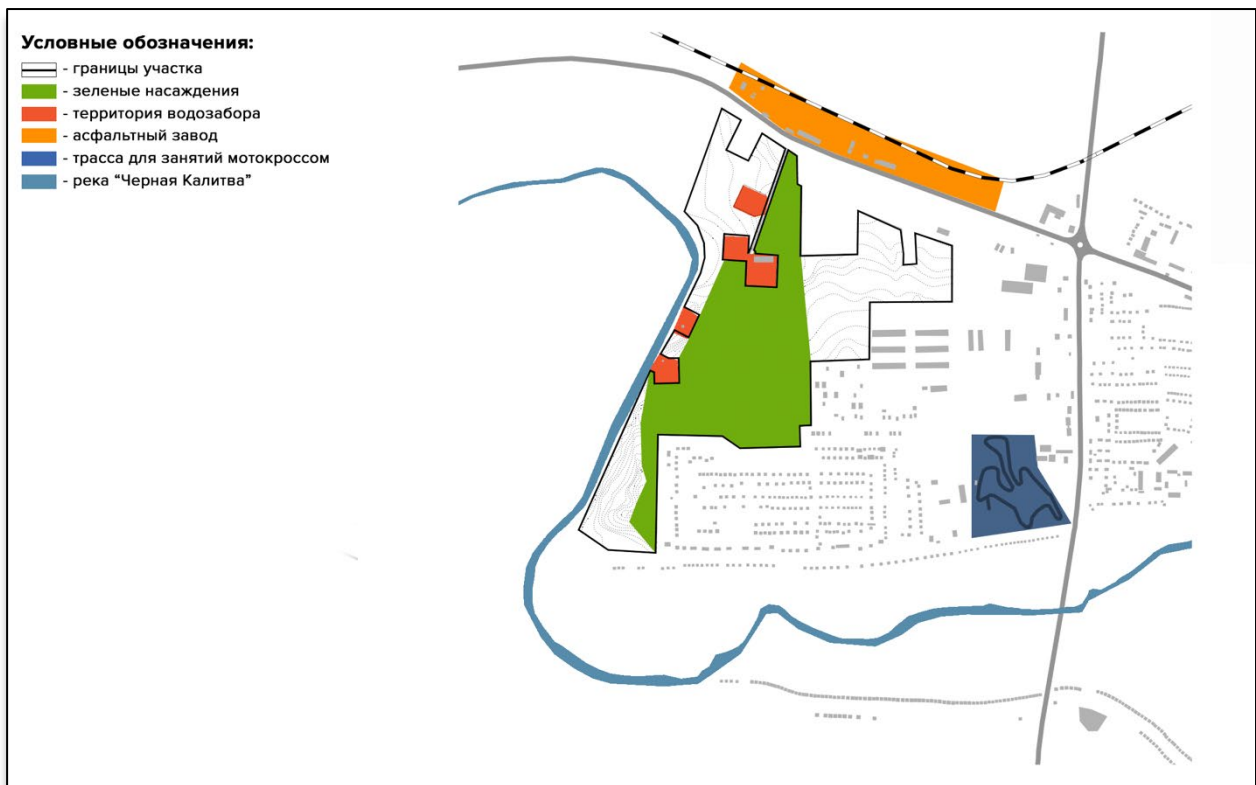 Условные обозначения:
- границы участка
- зеленые насаждения
- территория водозабора
- асфальтный завод
- трасса для занятий мотокроссом
- река “Черная Калитва”